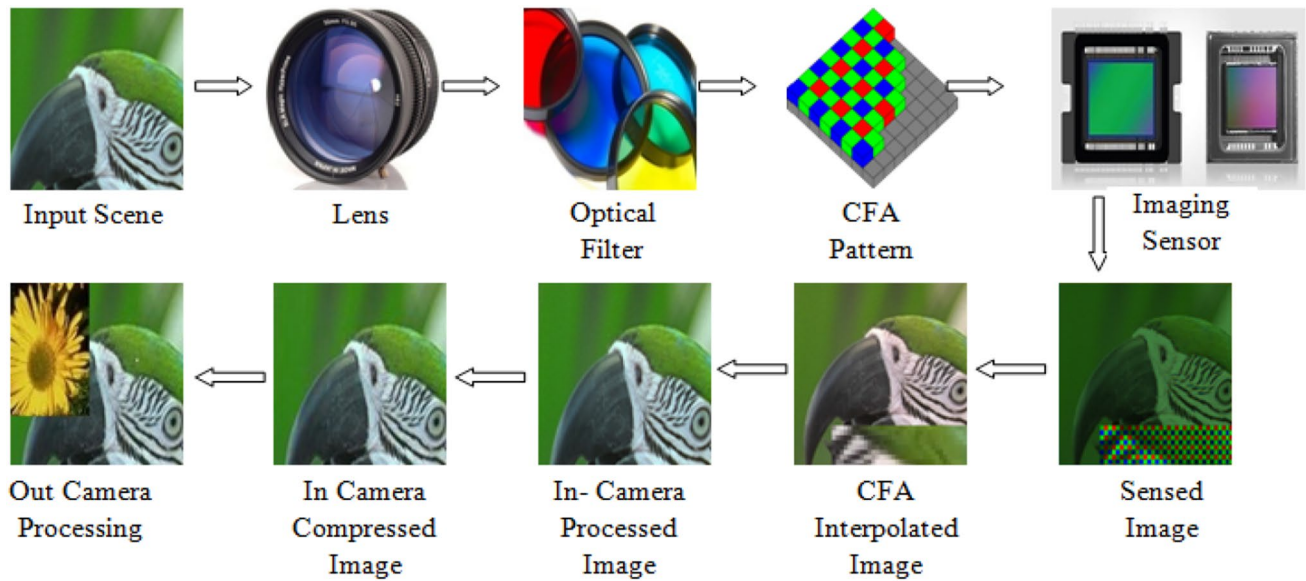 Input Scene
Lens
Optical
Filter
CFA
Pattern
Imaging
Sensor
Out Camera
Processing
In Camera
Compressed
Image
In- Camera
Processed
Image
CFA
Interpolated
Image
Sensed
Image